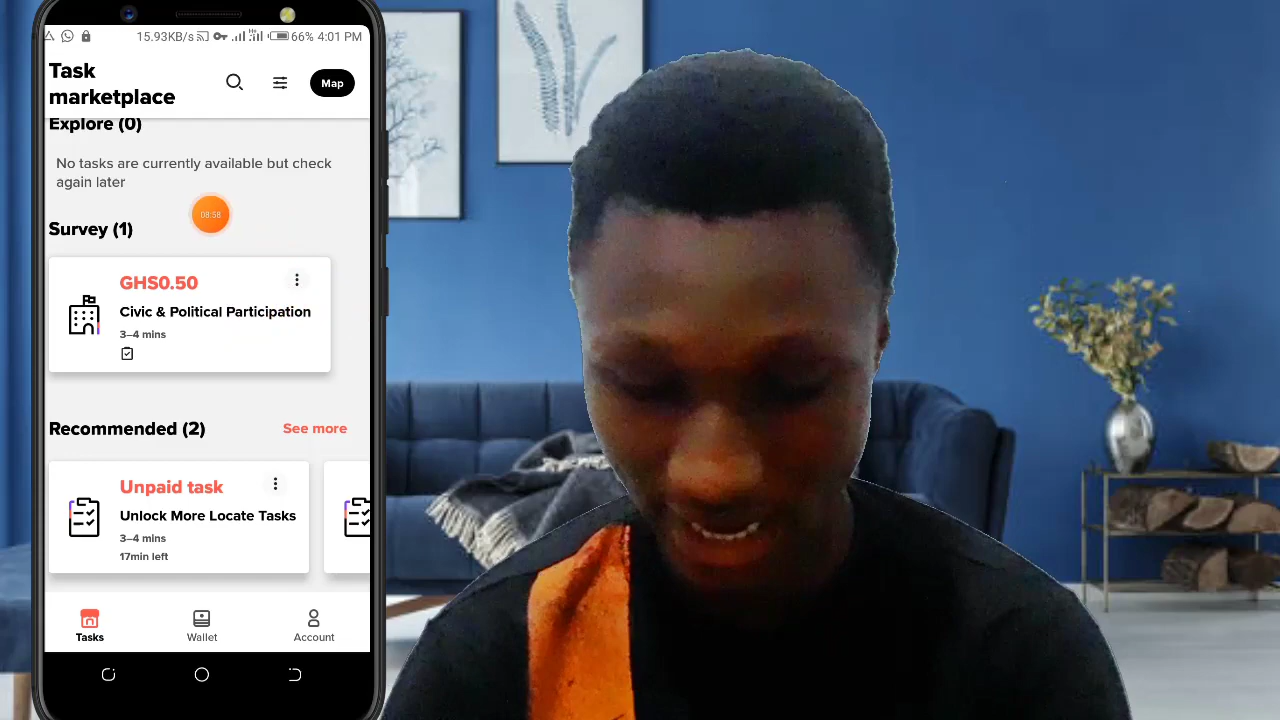 15.93KB/s 66% 4:01 PM
Task
marketplace
Map
Explore (0)
No tasks are currently available but check
again later
08:58
Survey (1)
GHS0.50
Civic & Political Participation
3–4 mins
Recommended (2)
See more
Unpaid task
Unlock More Locate Tasks
3–4 mins
17min left
Tasks
Wallet
Account